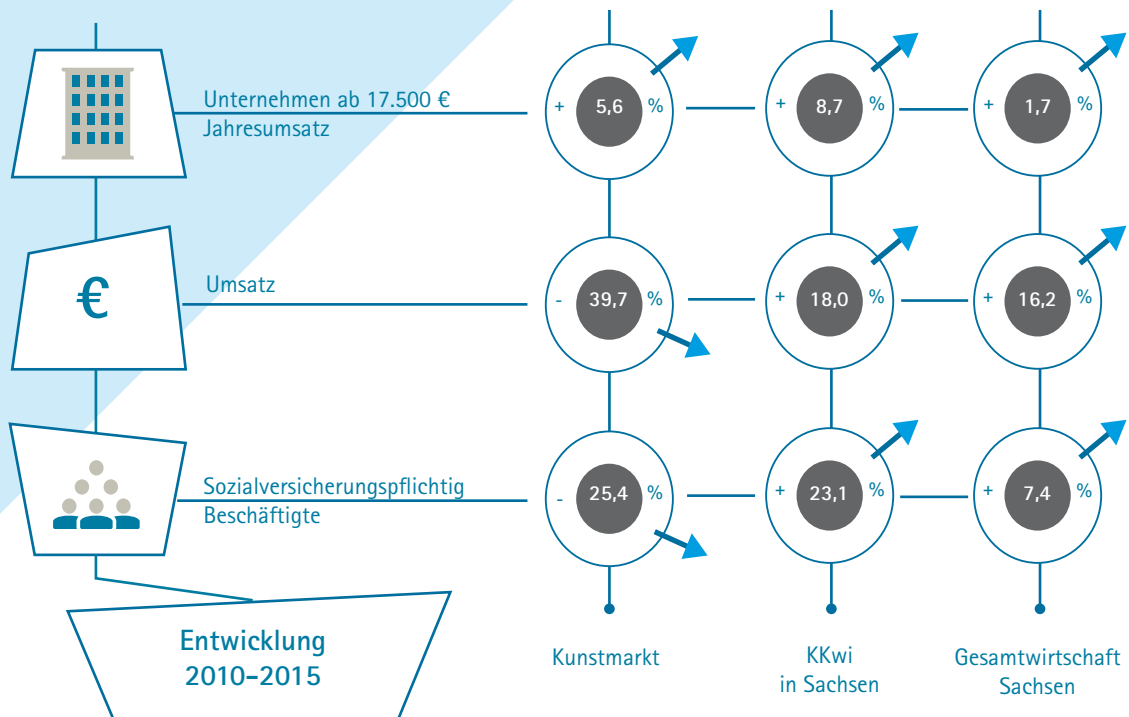 Unternehmen ab 17.500 €
Jahresumsatz
+ 5,6 %
+ 8,7 %
+ 1,7 %
€
Umsatz
- 39,7 %
+ 18,0 %
+ 16,2 %
Sozialversicherungspflichtig
Beschäftigte
- 25,4 %
+ 23,1 %
+ 7,4 %
Entwicklung
2010–2015
Kunstmarkt
KKwi
in Sachsen
Gesamtwirtschaft
Sachsen